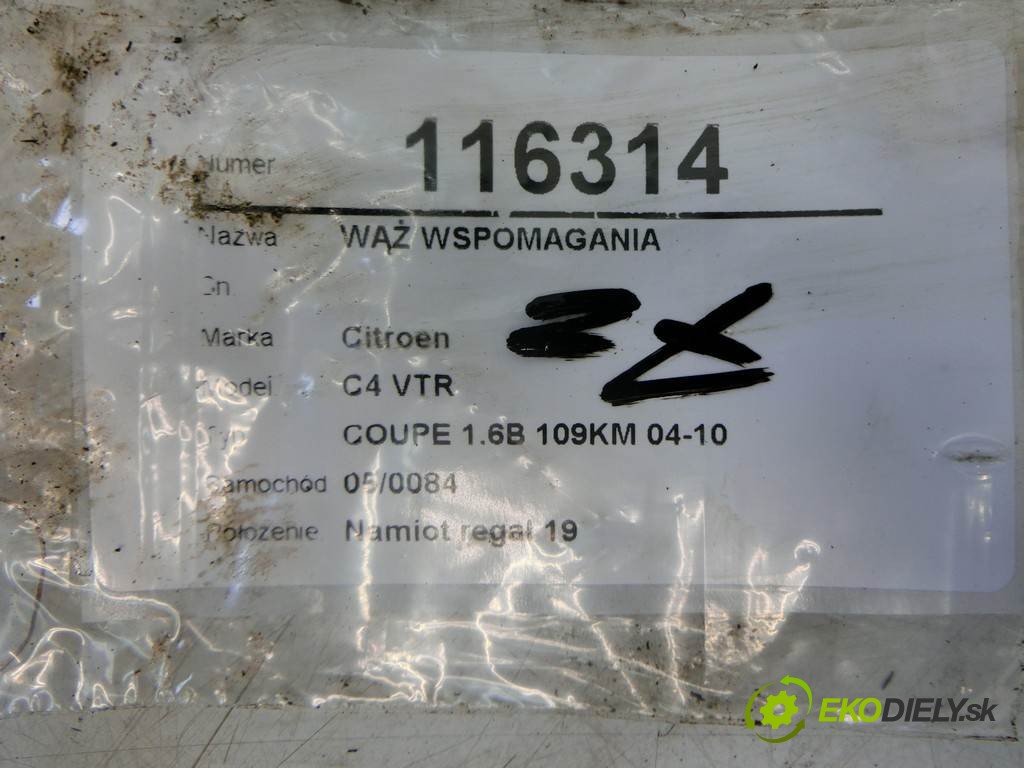 Numer 116314
Nazwa WĄŻ WSPOMAGANIA
Marka Citroen
Model C4 VTR
Typ COUPE 1.6B 109KM 04-10
Samochód 05/0084
Położenie Namiot regał 19
EKODIELY.sk